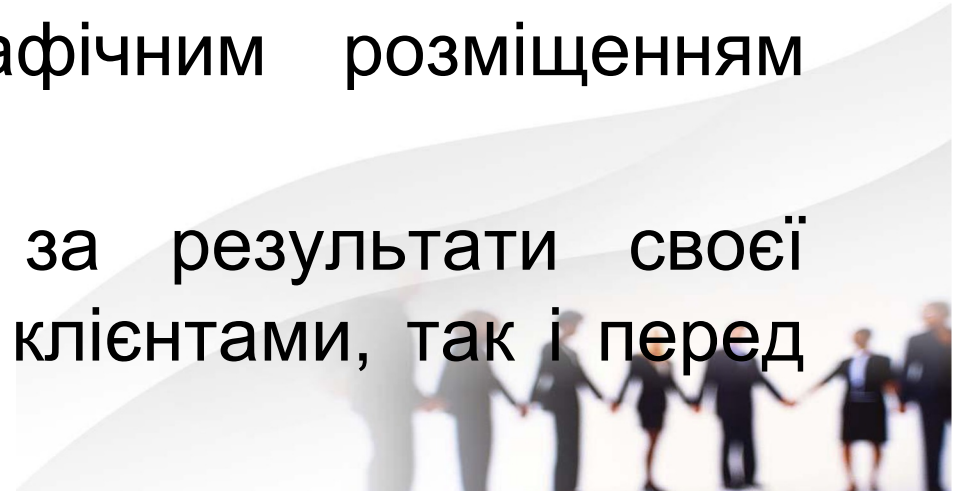 афічним розміщенням
за результати своєї
клієнтами, так і перед